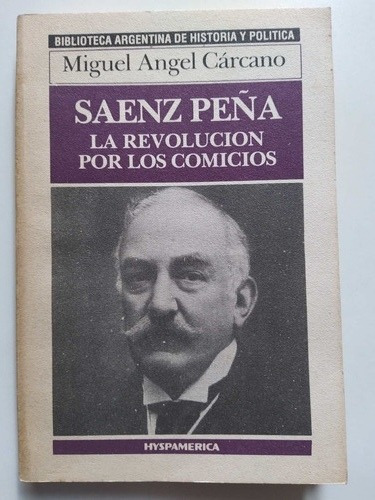 BIBLIOTECA ARGENTINA DE HISTORIA Y POLITICA
Miguel Angel Cárcano
SAENZ PEÑA
LA REVOLUCION
POR LOS COMICIOS
HYSPAMERICA